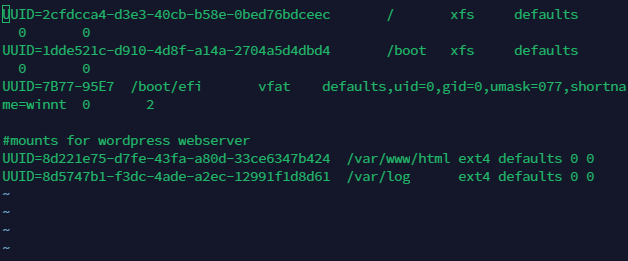 UUID=2cfdcca4-d3e3-40cb-b58e-0bed76bdceec       /       xfs     defaults
  0       0
UUID=1dde521c-d910-4d8f-a14a-2704a5d4dbd4       /boot   xfs     defaults
  0       0
UUID=7B77-95E7  /boot/efi       vfat    defaults,uid=0,gid=0,umask=077,shortna
me=winnt  0       2

#mounts for wordpress webserver
UUID=8d221e75-d7fe-43fa-a80d-33ce6347b424  /var/www/html ext4 defaults 0 0
UUID=8d5747b1-f3dc-4ade-a2ec-12991f1d8d61  /var/log      ext4 defaults 0 0
~
~
~
~